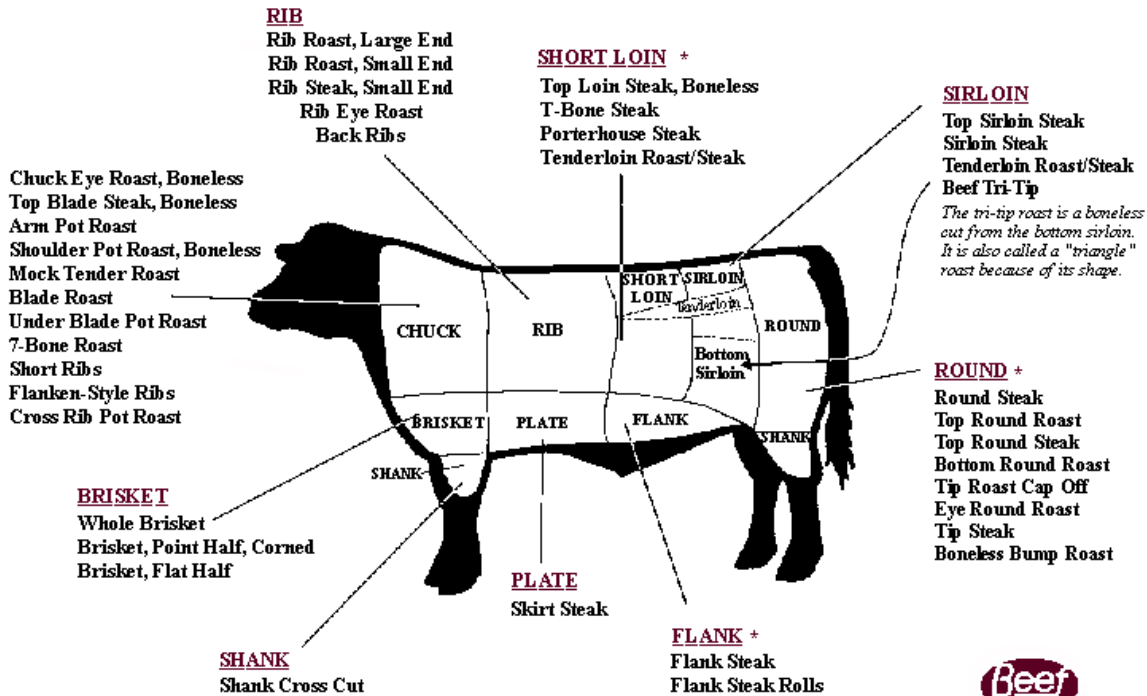 RIB
Rib Roast, Large End
Rib Roast, Small End
Rib Steak, Small End
Rib Eye Roast
Back Ribs
SHORT LOIN *
Top Loin Steak, Boneless
T-Bone Steak
Porterhouse Steak
Tenderloin Roast/Steak
SIRLOIN
Top Sirloin Steak
Sirloin Steak
Tenderloin Roast/Steak
Beef Tri-Tip
The tri-tip roast is a boneless
cut from the bottom sirloin.
It is also called a "triangle"
roast because of its shape.
Chuck Eye Roast, Boneless
Top Blade Steak, Boneless
Arm Pot Roast
Shoulder Pot Roast, Boneless
Mock Tender Roast
Blade Roast
Under Blade Pot Roast
7-Bone Roast
Short Ribs
Flanken-Style Ribs
Cross Rib Pot Roast
CHUCK
RIB
SHORT
LOIN
SIRLOIN
Tenderloin
ROUND
Bottom
Sirloin
BRISKET
PLATE
FLANK
SHANK
SHANK
ROUND *
Round Steak
Top Round Roast
Top Round Steak
Bottom Round Roast
Tip Roast Cap Off
Eye Round Roast
Tip Steak
Boneless Bump Roast
BRISKET
Whole Brisket
Brisket, Point Half, Corned
Brisket, Flat Half
PLATE
Skirt Steak
SHANK
Shank Cross Cut
FLANK *
Flank Steak
Flank Steak Rolls
Beef